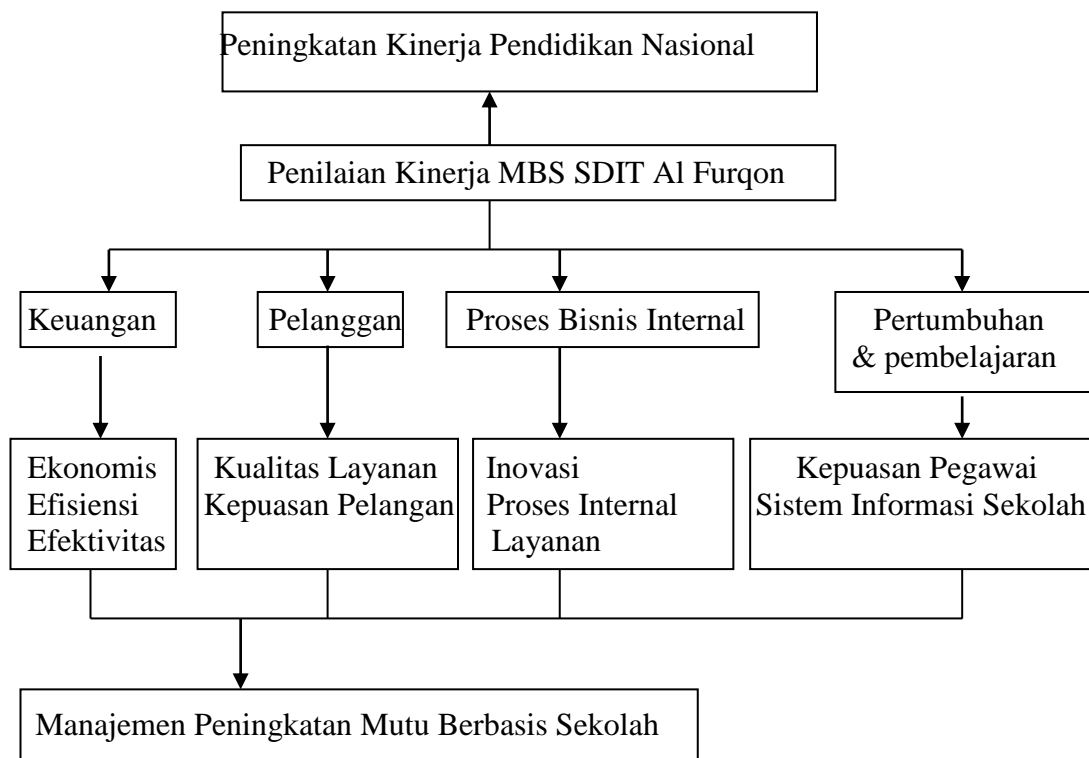 Peningkatan Kinerja Pendidikan Nasional
Penilaian Kinerja MBS SDIT Al Furqon
Keuangan
Pelanggan
Proses Bisnis Internal
Pertumbuhan
& pembelajaran
Ekonomis
Efisiensi
Efektivitas
Kualitas Layanan
Kepuasan Pelangan
Inovasi
Proses Internal
Layanan
Kepuasan Pegawai
Sistem Informasi Sekolah
Manajemen Peningkatan Mutu Berbasis Sekolah